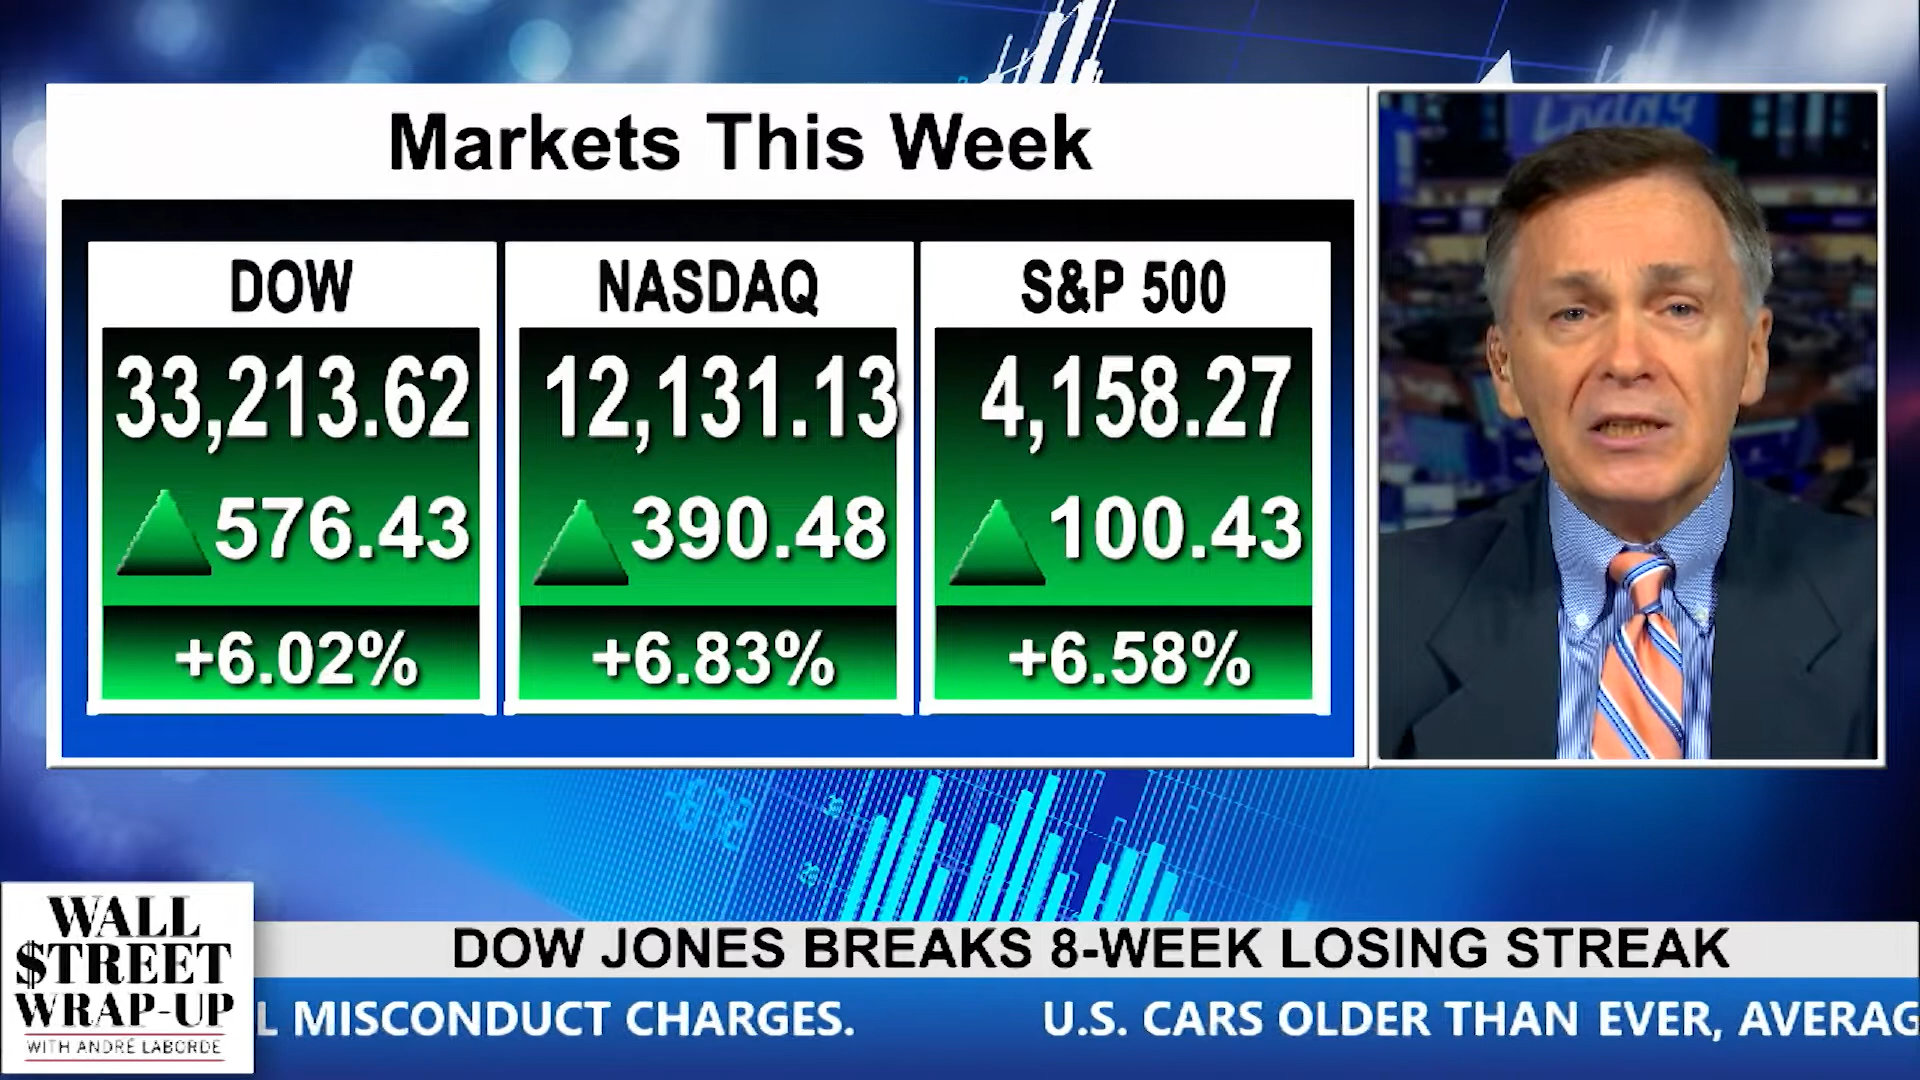 Markets This Week
DOW
33,213.62
576.43
+6.02%
NASDAQ
12,131.13
390.48
+6.83%
S&P 500
4,158.27
100.43
+6.58%
WALL
$TREET
WRAP-UP
WITH ANDRÉ LABORDE
DOW JONES BREAKS 8-WEEK LOSING STREAK
L MISCONDUCT CHARGES. U.S. CARS OLDER THAN EVER, AVERAG